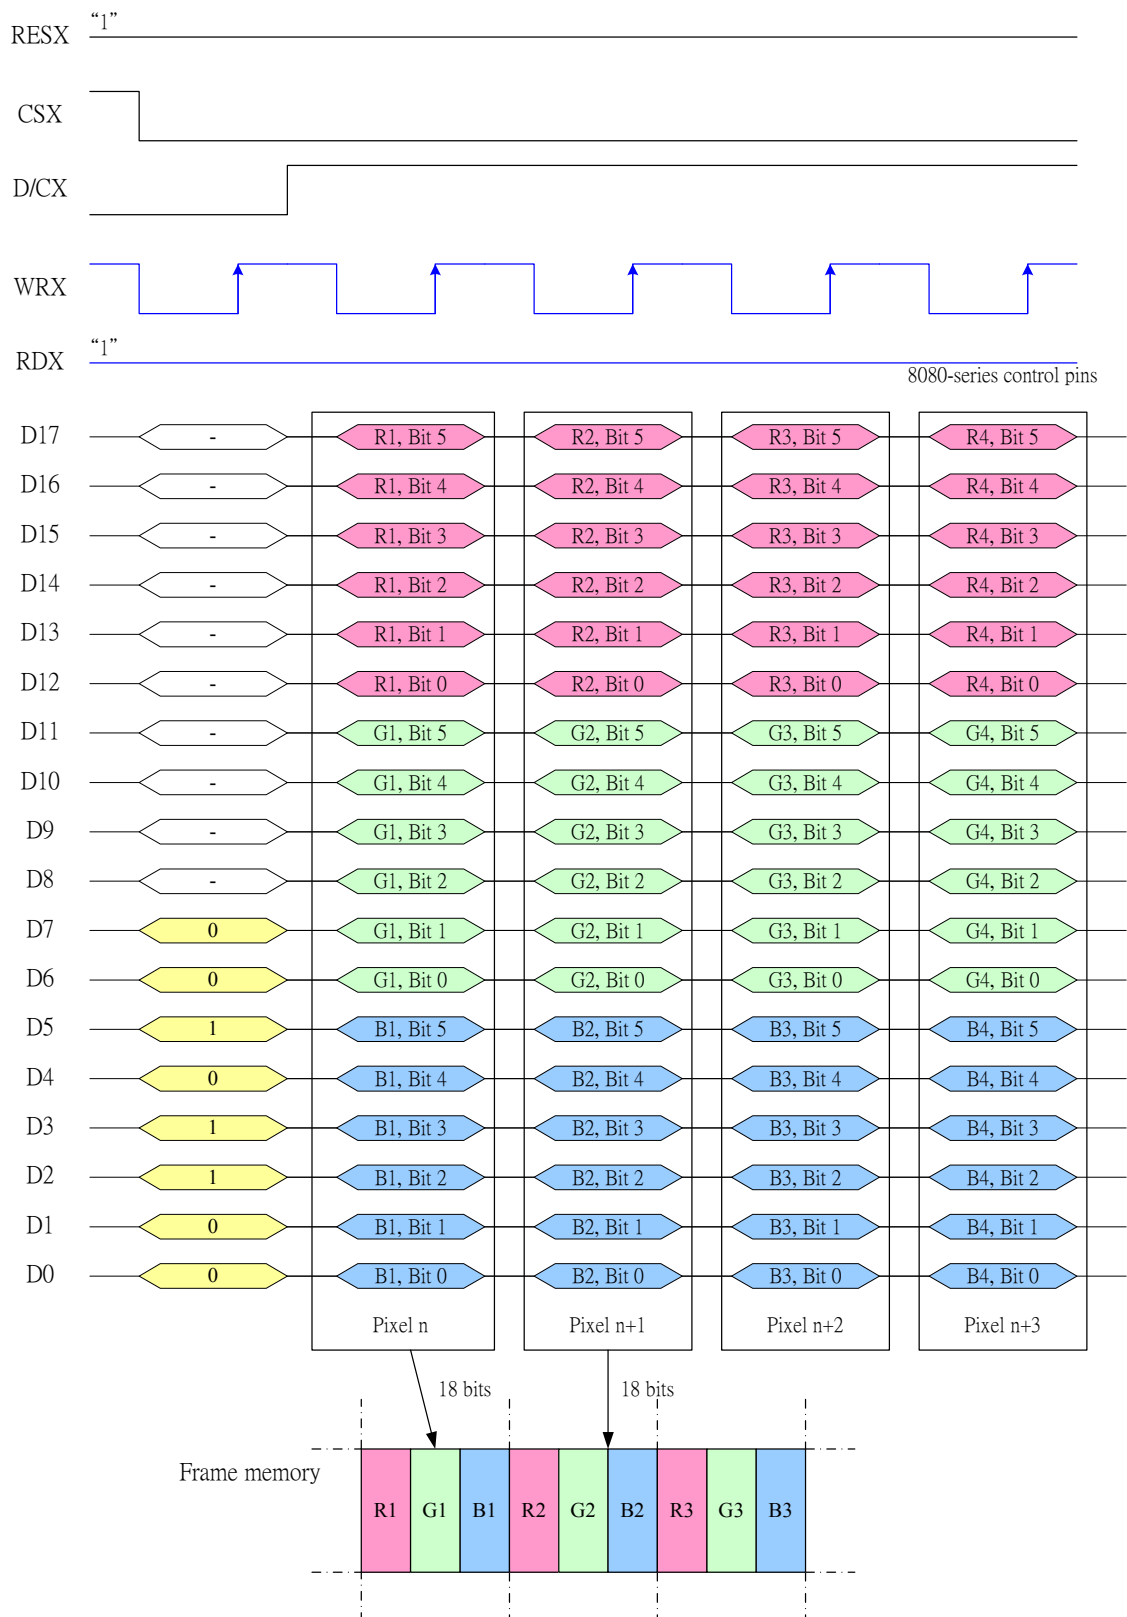 RESX “1”
CSX
D/CX
WRX
RDX “1”
8080-series control pins
D17 - R1, Bit 5 R2, Bit 5 R3, Bit 5 R4, Bit 5
D16 - R1, Bit 4 R2, Bit 4 R3, Bit 4 R4, Bit 4
D15 - R1, Bit 3 R2, Bit 3 R3, Bit 3 R4, Bit 3
D14 - R1, Bit 2 R2, Bit 2 R3, Bit 2 R4, Bit 2
D13 - R1, Bit 1 R2, Bit 1 R3, Bit 1 R4, Bit 1
D12 - R1, Bit 0 R2, Bit 0 R3, Bit 0 R4, Bit 0
D11 - G1, Bit 5 G2, Bit 5 G3, Bit 5 G4, Bit 5
D10 - G1, Bit 4 G2, Bit 4 G3, Bit 4 G4, Bit 4
D9 - G1, Bit 3 G2, Bit 3 G3, Bit 3 G4, Bit 3
D8 - G1, Bit 2 G2, Bit 2 G3, Bit 2 G4, Bit 2
D7 0 G1, Bit 1 G2, Bit 1 G3, Bit 1 G4, Bit 1
D6 0 G1, Bit 0 G2, Bit 0 G3, Bit 0 G4, Bit 0
D5 1 B1, Bit 5 B2, Bit 5 B3, Bit 5 B4, Bit 5
D4 0 B1, Bit 4 B2, Bit 4 B3, Bit 4 B4, Bit 4
D3 1 B1, Bit 3 B2, Bit 3 B3, Bit 3 B4, Bit 3
D2 1 B1, Bit 2 B2, Bit 2 B3, Bit 2 B4, Bit 2
D1 0 B1, Bit 1 B2, Bit 1 B3, Bit 1 B4, Bit 1
D0 0 B1, Bit 0 B2, Bit 0 B3, Bit 0 B4, Bit 0
Pixel n Pixel n+1 Pixel n+2 Pixel n+3
18 bits 18 bits
Frame memory
R1 G1 B1 R2 G2 B2 R3 G3 B3